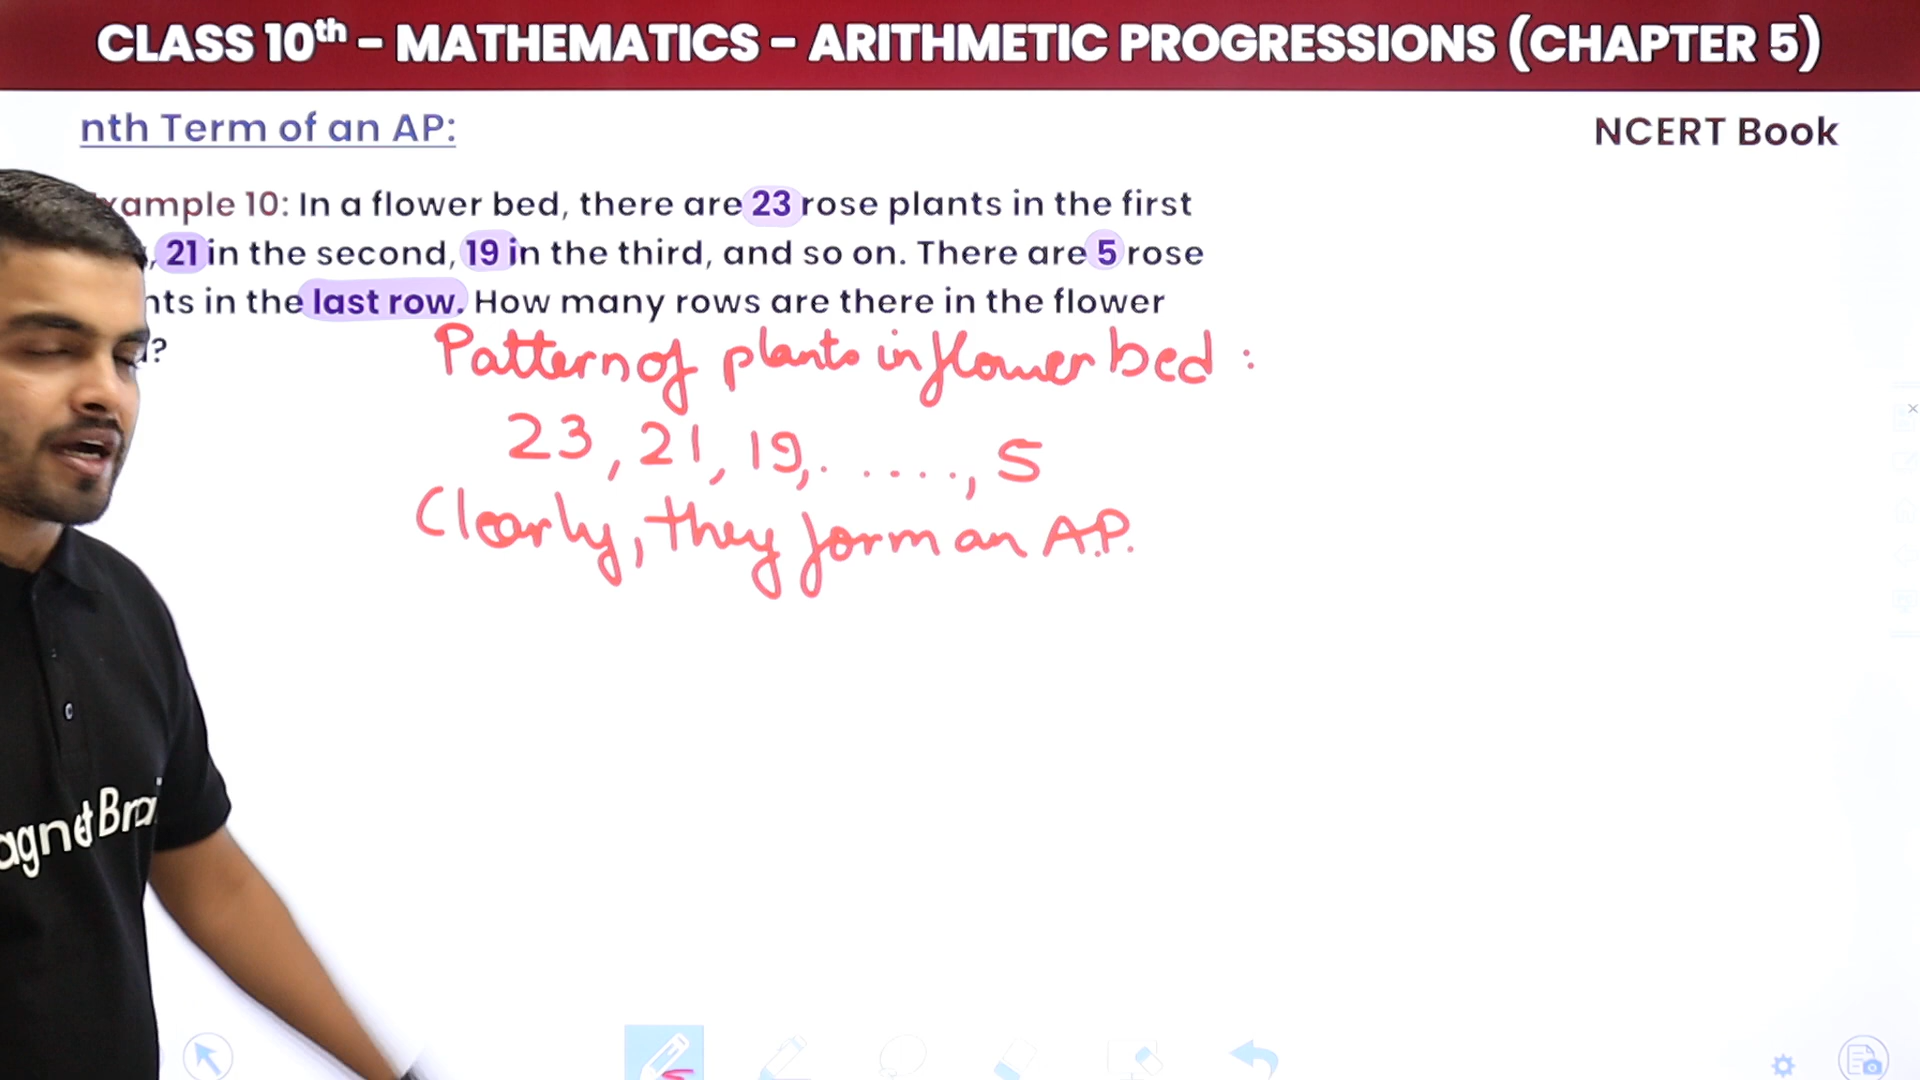 CLASS 10th - MATHEMATICS - ARITHMETIC PROGRESSIONS (CHAPTER 5)
nth Term of an AP:
NCERT Book
xample 10: In a flower bed, there are 23 rose plants in the first
, 21 in the second, 19 in the third, and so on. There are 5 rose
nts in the last row. How many rows are there in the flower
?
Pattern of plants in flower bed :
23, 21, 19, . . . . . , 5
Clearly, they form an A.P.
agnet Brai